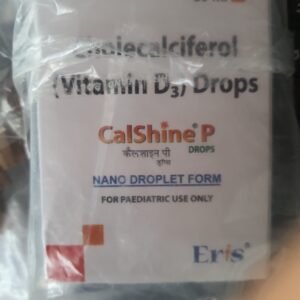 Cholecalciferol
(Vitamin D₃) Drops
CalShine® P
DROPS
कैलशाइन पी
ड्रॉप्स
NANO DROPLET FORM
FOR PAEDIATRIC USE ONLY
Eris®